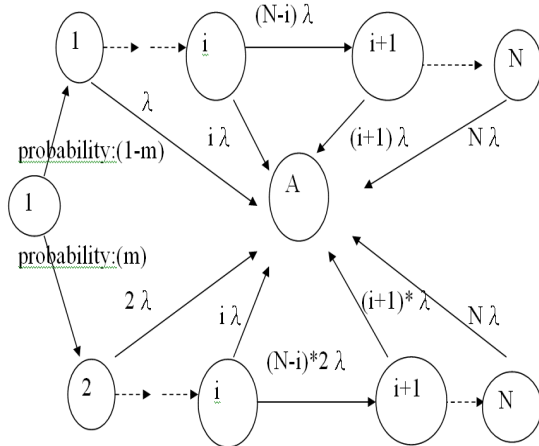 (N-i) λ
1
i
i+1
N
λ
i λ
(i+1) λ
N λ
probability:(1-m)
A
1
probability:(m)
2 λ
i λ
(i+1)* λ
N λ
(N-i)*2 λ
2
i
i+1
N